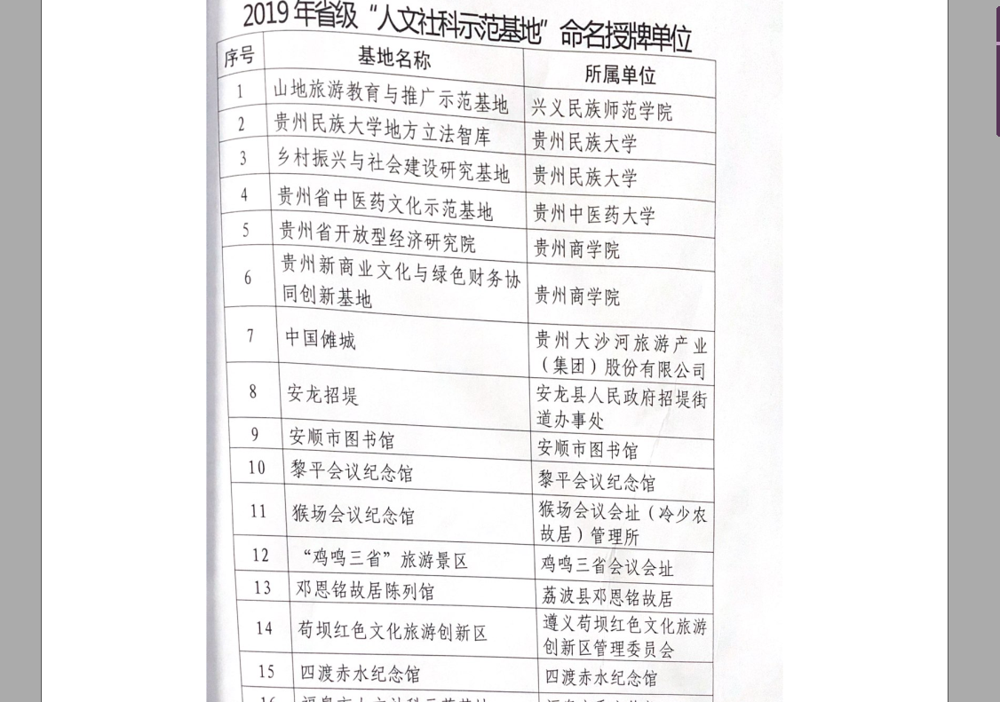 2019 年省级“人文社科示范基地”命名授牌单位
序号 基地名称 所属单位
1 山地旅游教育与推广示范基地 兴义民族师范学院
2 贵州民族大学地方立法智库 贵州民族大学
3 乡村振兴与社会建设研究基地 贵州民族大学
4 贵州省中医药文化示范基地 贵州中医药大学
5 贵州省开放型经济研究院 贵州商学院
6 贵州新商业文化与绿色财务协
同创新基地 贵州商学院
7 中国傩城 贵州大沙河旅游产业
（集团）股份有限公司
8 安龙招堤 安龙县人民政府招堤街
道办事处
9 安顺市图书馆 安顺市图书馆
10 黎平会议纪念馆 黎平会议纪念馆
11 猴场会议纪念馆 猴场会议会址（冷少农
故居）管理所
12 “鸡鸣三省”旅游景区 鸡鸣三省会议会址
13 邓恩铭故居陈列馆 荔波县邓恩铭故居
14 苟坝红色文化旅游创新区 遵义苟坝红色文化旅游
创新区管理委员会
15 四渡赤水纪念馆 四渡赤水纪念馆